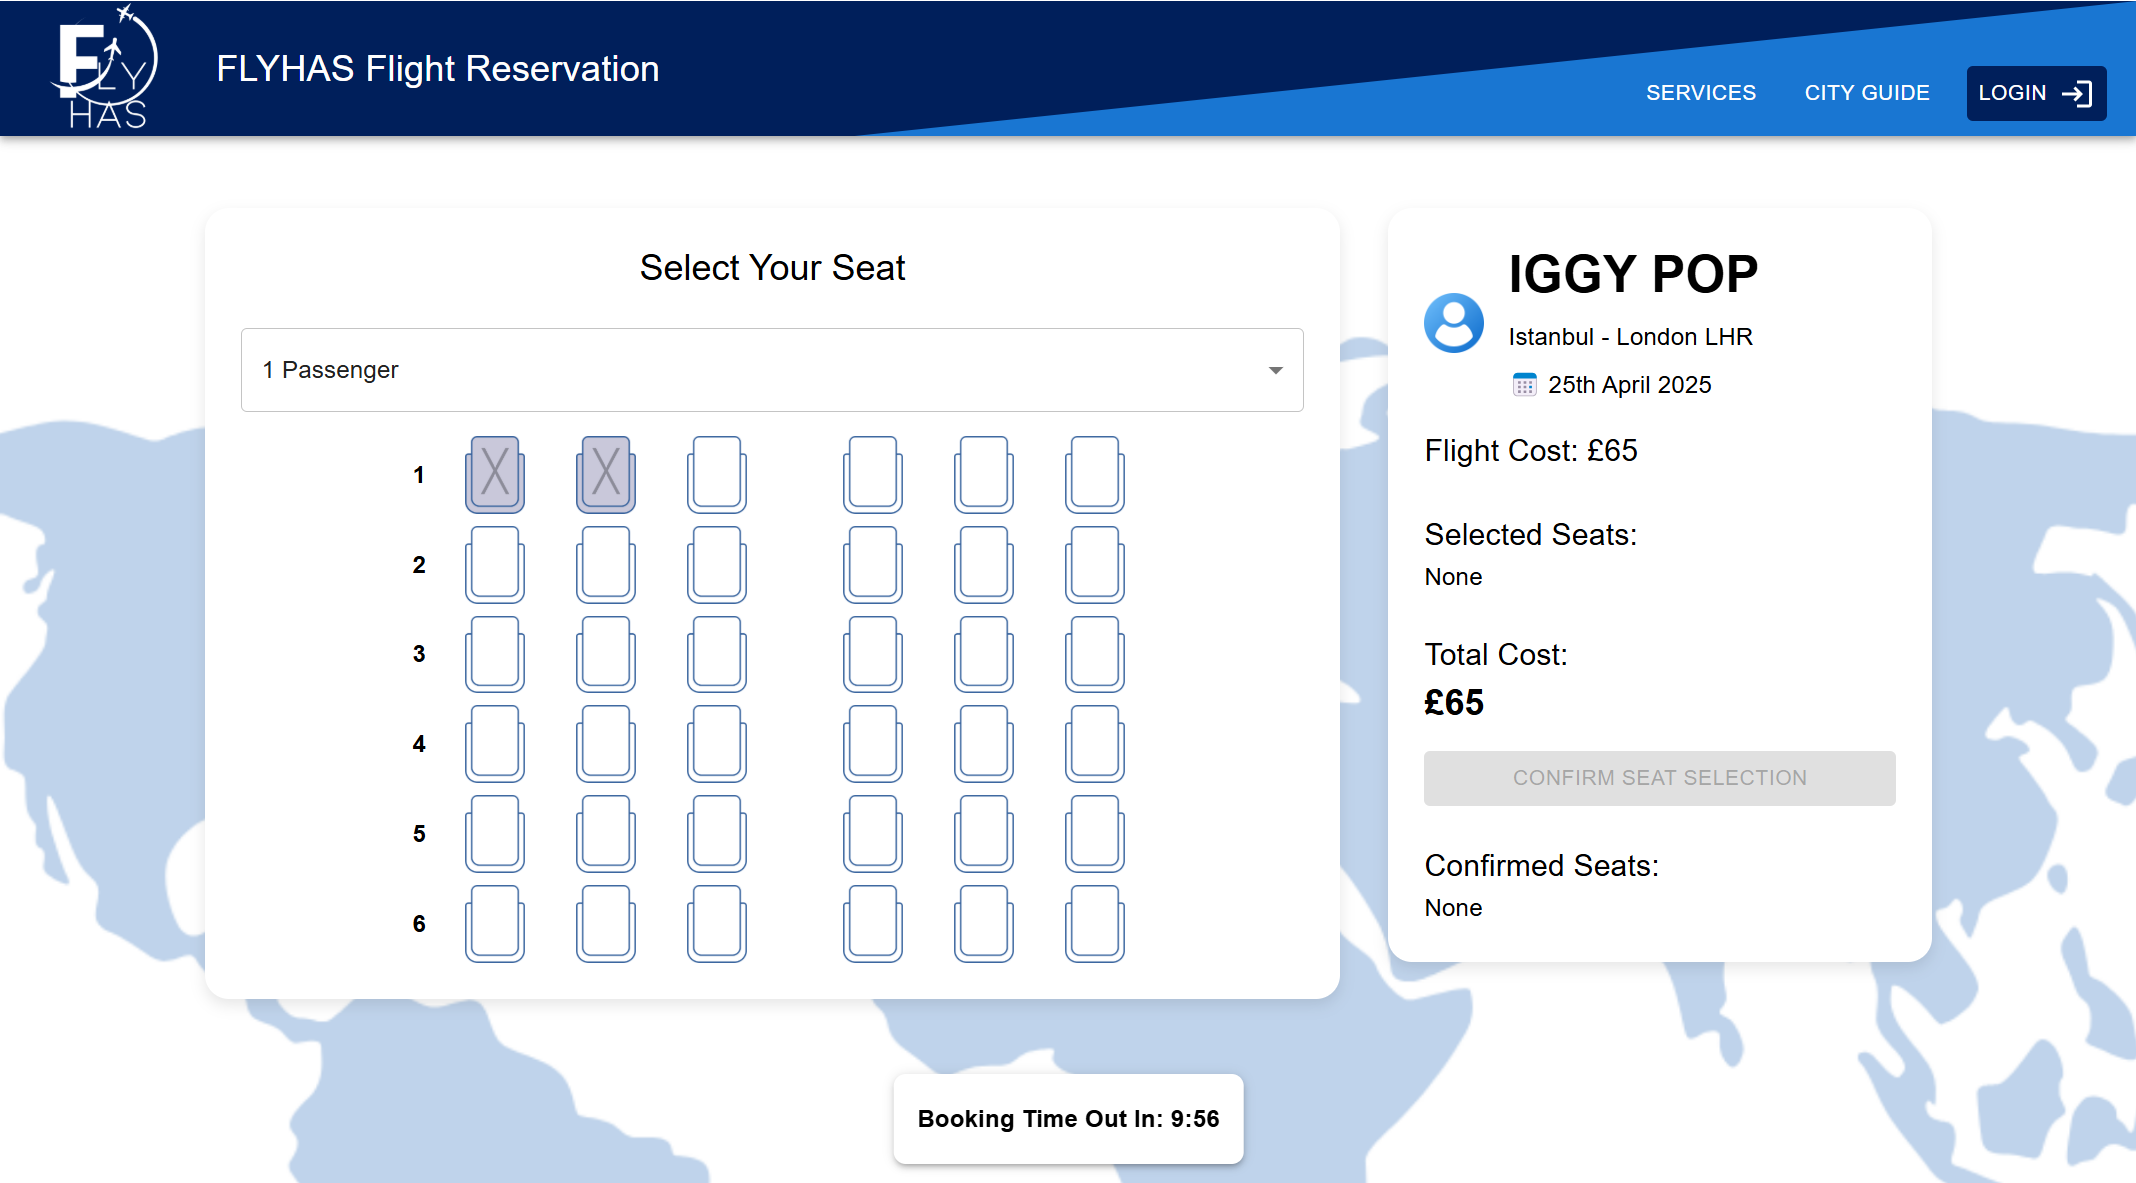 FLY
HAS
FLYHAS Flight Reservation
SERVICES
CITY GUIDE
LOGIN
Select Your Seat
1 Passenger
1
2
3
4
5
6
IGGY POP
Istanbul - London LHR
25th April 2025
Flight Cost: £65
Selected Seats:
None
Total Cost:
£65
CONFIRM SEAT SELECTION
Confirmed Seats:
None
Booking Time Out In: 9:56